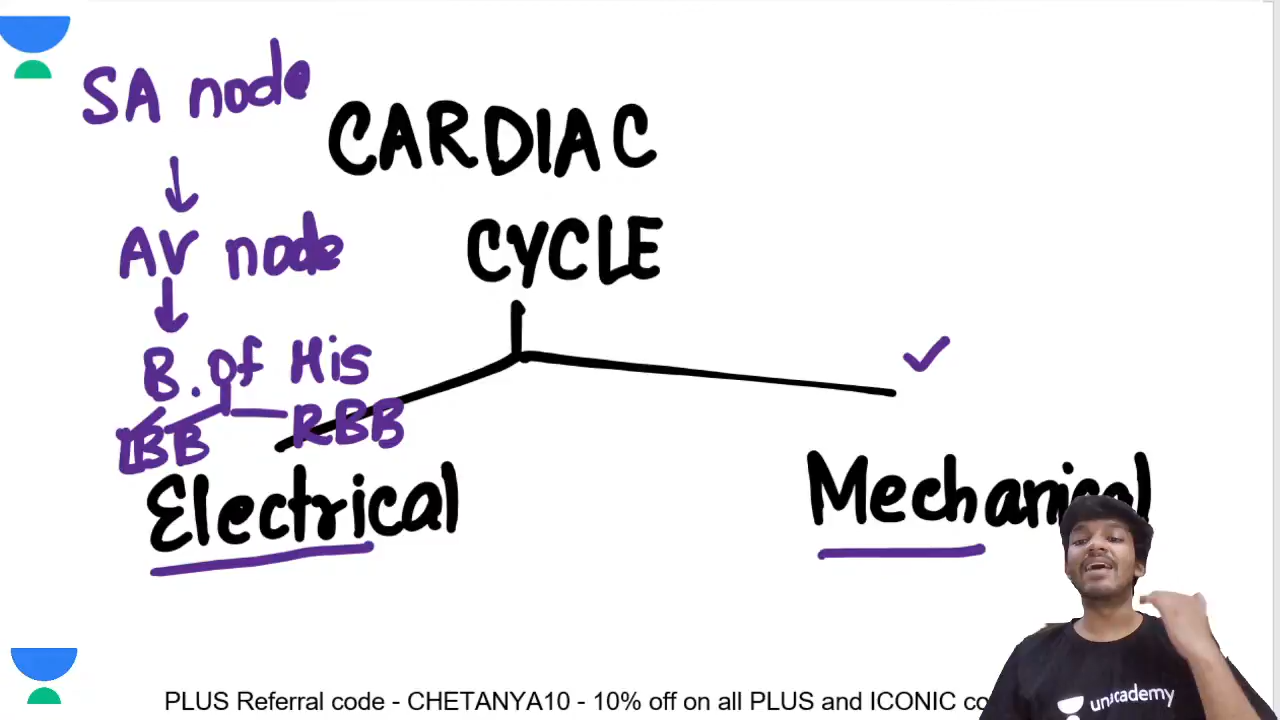 SA node
CARDIAC
CYCLE
AV node
B. of His
LBB RBB
Electrical
Mechanical
unacademy
PLUS Referral code - CHETANYA10 - 10% off on all PLUS and ICONIC co